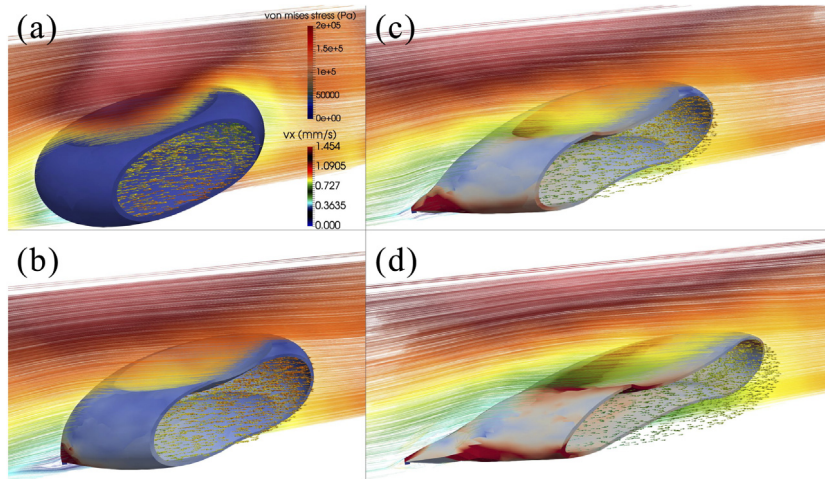 (a)
von mises stress (Pa)
2e+05
1.5e+5
1e+5
50000
0e+00
vx (mm/s)
1.454
1.0905
0.727
0.3635
0.000
(c)
(b)
(d)